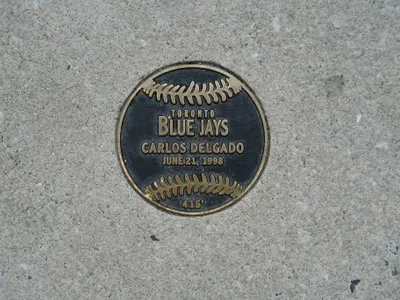 TORONTO
BLUE JAYS
CARLOS DELGADO
JUNE 21, 1998
415'